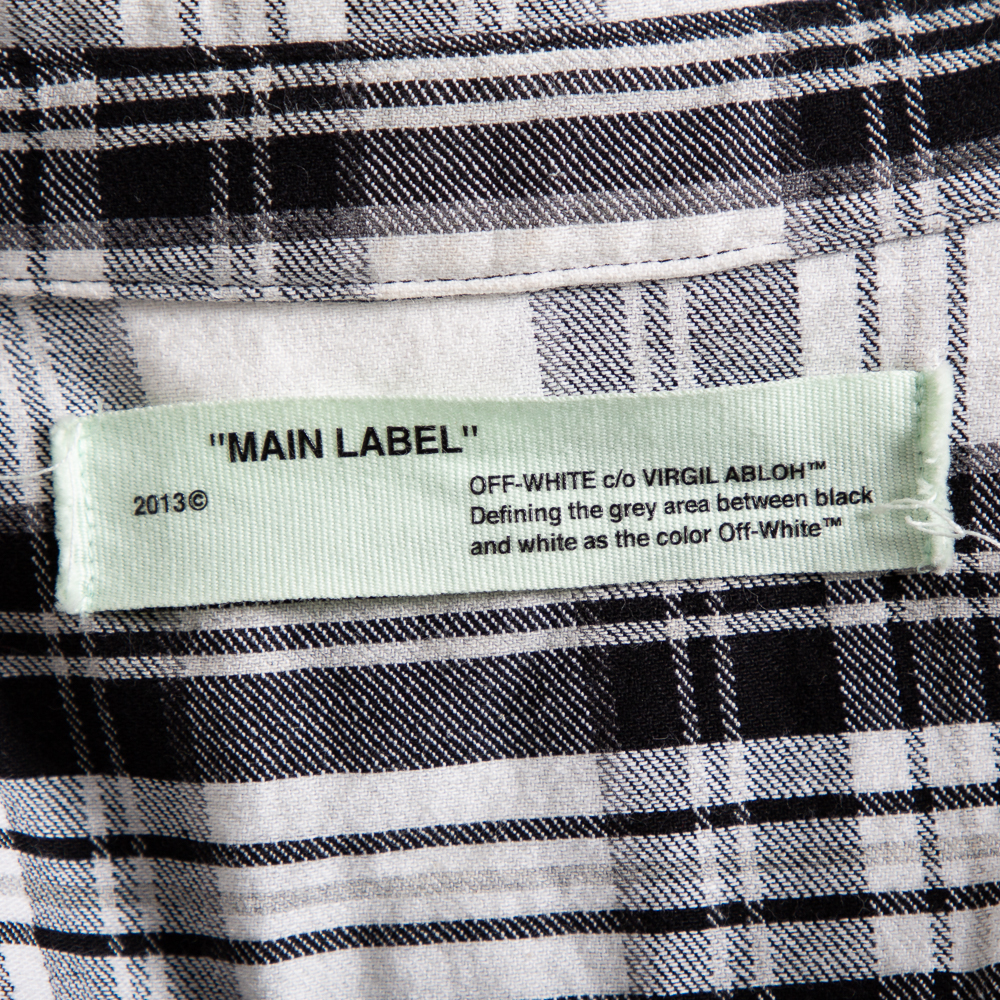 "MAIN LABEL"
2013©
OFF-WHITE c/o VIRGIL ABLOH™
Defining the grey area between black
and white as the color Off-White™